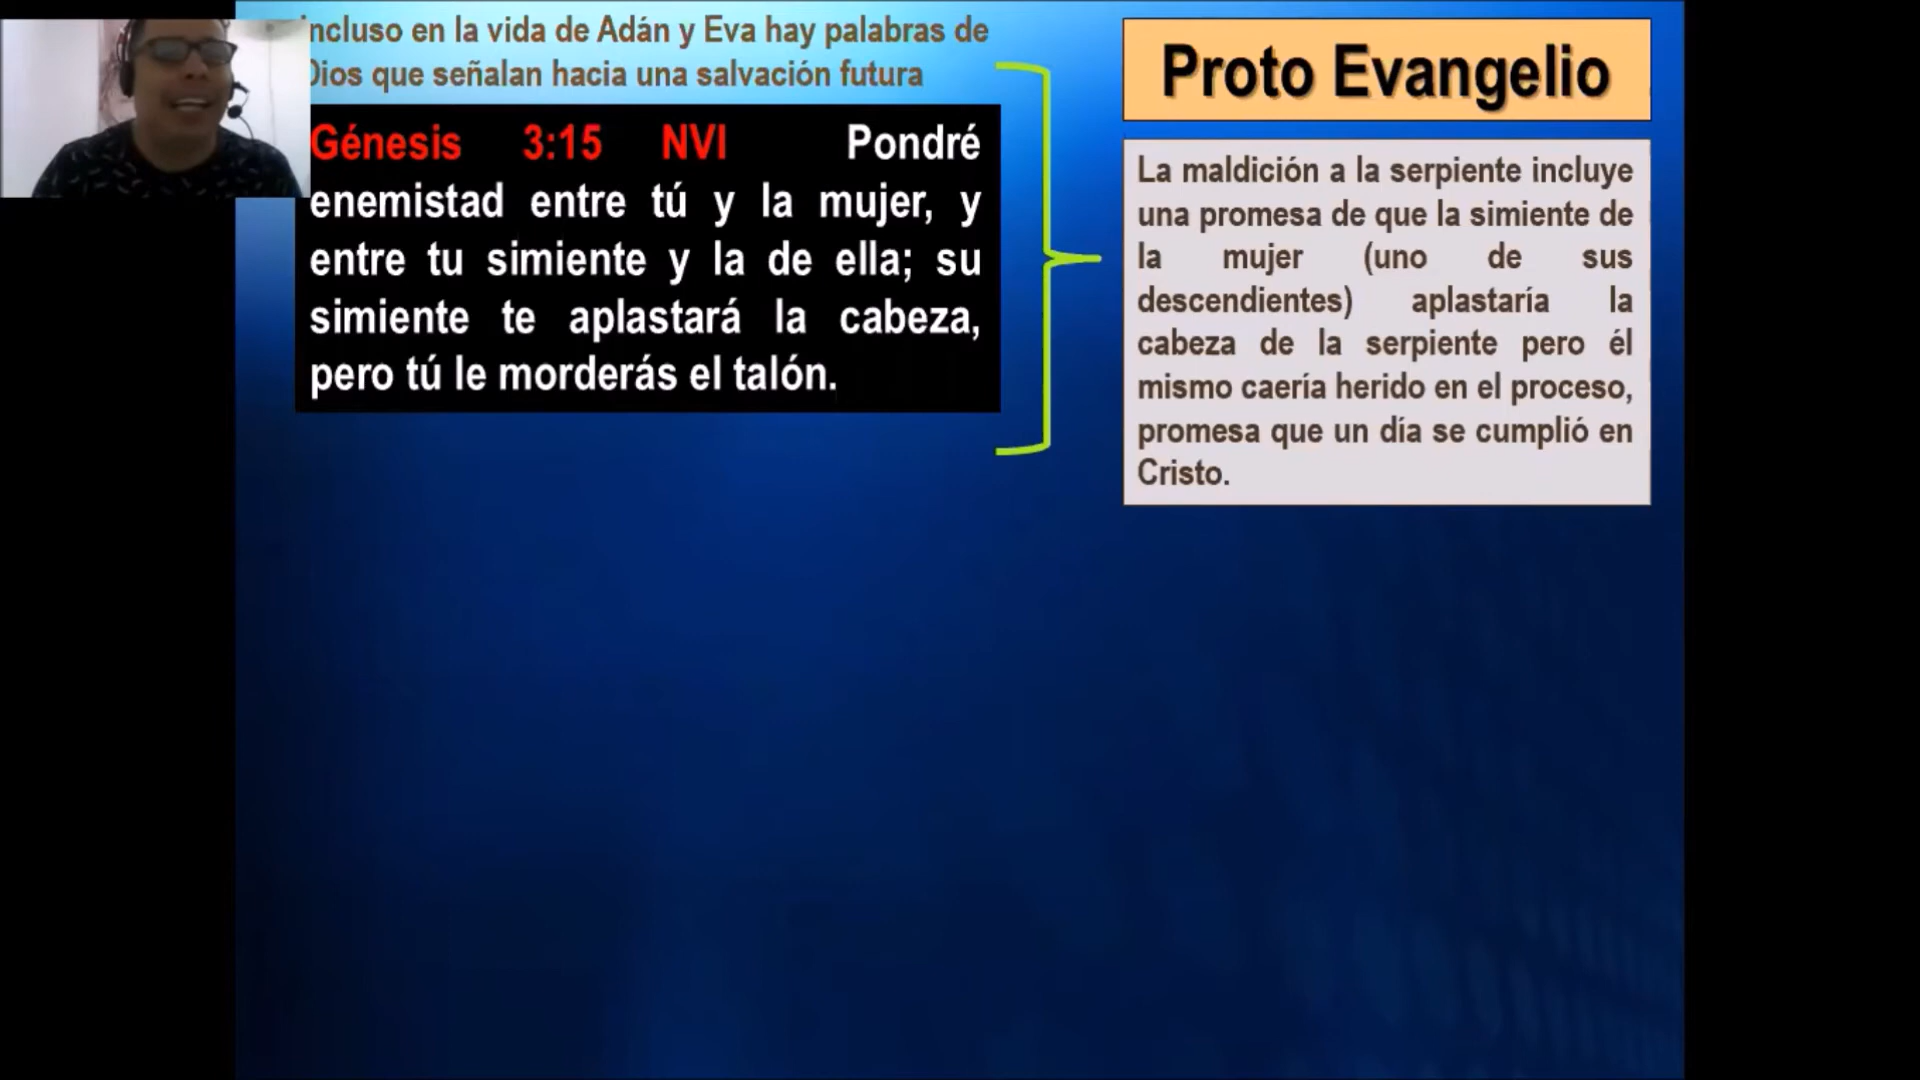 incluso en la vida de Adán y Eva hay palabras de
Dios que señalan hacia una salvación futura
Génesis 3:15 NVI Pondré
enemistad entre tú y la mujer, y
entre tu simiente y la de ella; su
simiente te aplastará la cabeza,
pero tú le morderás el talón.
Proto Evangelio
La maldición a la serpiente incluye
una promesa de que la simiente de
la mujer (uno de sus
descendientes) aplastaría la
cabeza de la serpiente pero él
mismo caería herido en el proceso,
promesa que un día se cumplió en
Cristo.